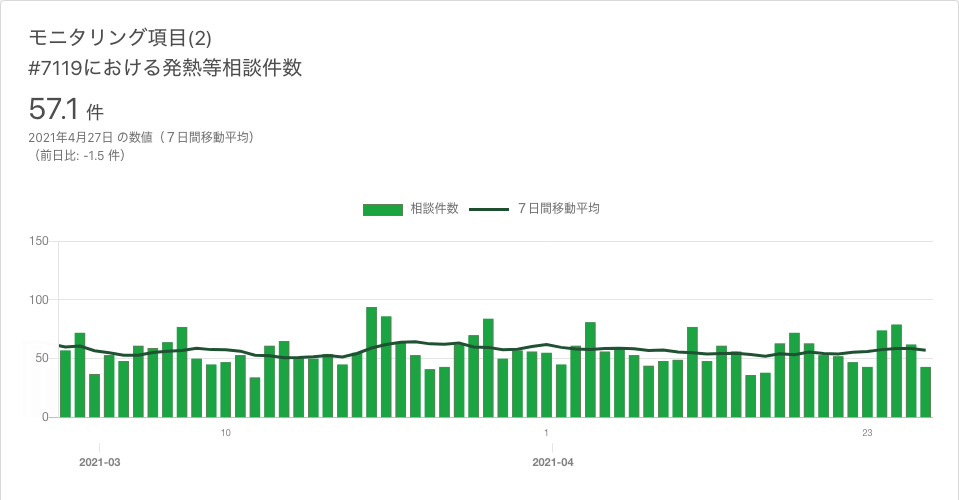 モニタリング項目(2)
#7119における発熱等相談件数
57.1 件
2021年4月27日 の数値（７日間移動平均）
（前日比: -1.5 件）
相談件数 ７日間移動平均
150
100
50
0
10 1 23
2021-03 2021-04